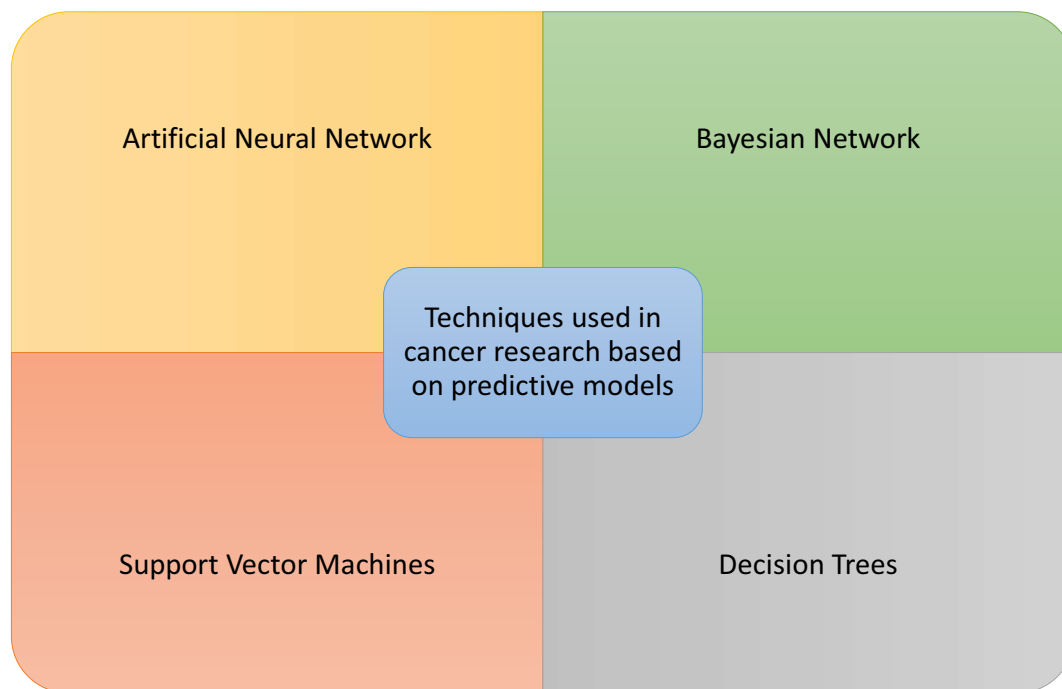 Artificial Neural Network
Bayesian Network
Techniques used in
cancer research based
on predictive models
Support Vector Machines
Decision Trees